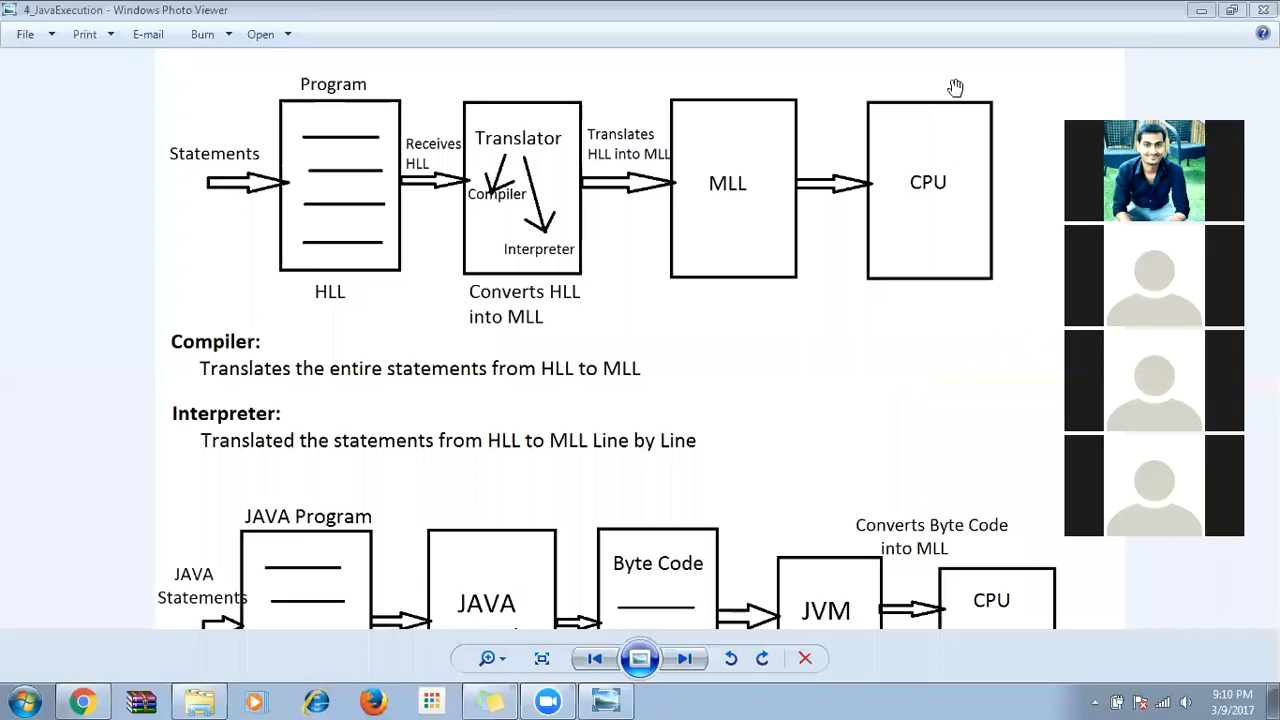 4_JavaExecution - Windows Photo Viewer
File Print E-mail Burn Open
Program
Statements
Receives
HLL
Translator
Compiler
Interpreter
Translates
HLL into MLL
MLL
CPU
HLL
Converts HLL
into MLL
Compiler:
Translates the entire statements from HLL to MLL
Interpreter:
Translated the statements from HLL to MLL Line by Line
JAVA Program
JAVA
Statements
JAVA
Byte Code
JVM
Converts Byte Code
into MLL
CPU
9:10 PM
3/9/2017